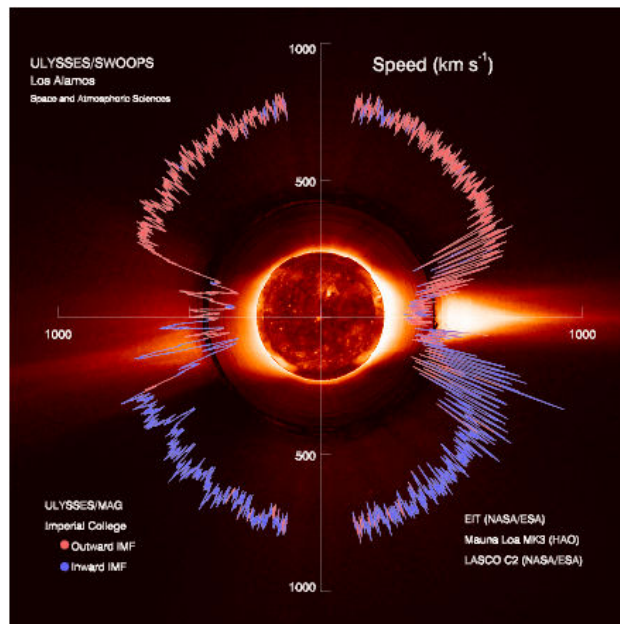 1000
ULYSSES/SWOOPS
Los Alamos
Space and Atmospheric Sciences
Speed (km s⁻¹)
500
1000
1000
500
ULYSSES/MAG
Imperial College
Outward IMF
Inward IMF
EIT (NASA/ESA)
Mauna Loa MK3 (HAO)
LASCO C2 (NASA/ESA)
1000